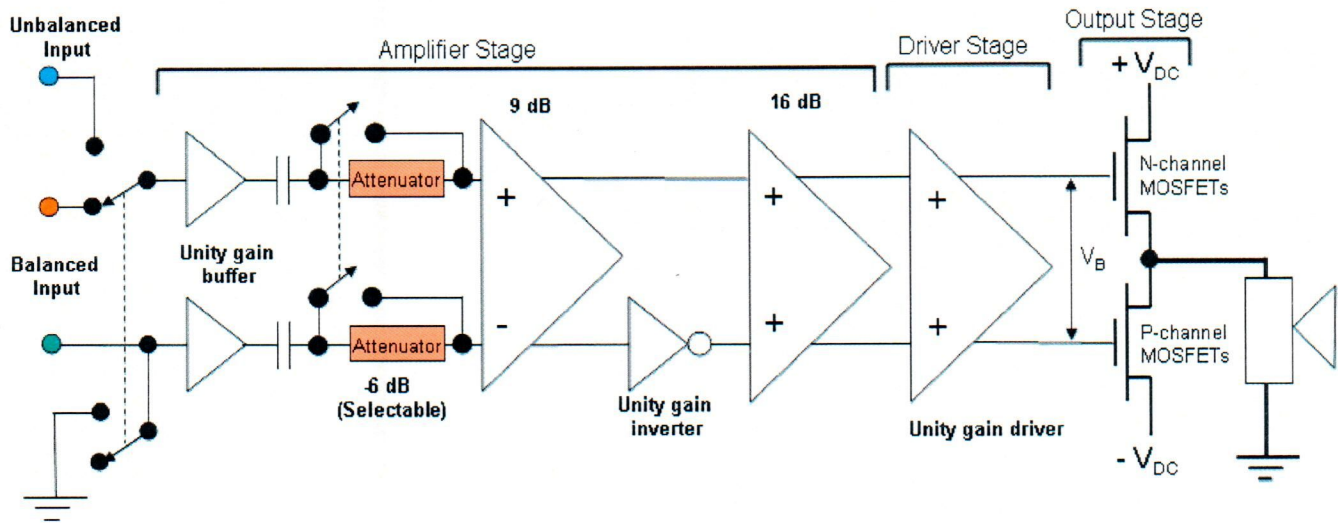 Unbalanced
Input
Amplifier Stage
Driver Stage
Output Stage
+ VDC
9 dB
16 dB
Attenuator
+
+
+
N-channel
MOSFETs
Unity gain
buffer
Balanced
Input
VB
Attenuator
-
+
+
P-channel
MOSFETs
-6 dB
(Selectable)
Unity gain
inverter
Unity gain driver
- VDC